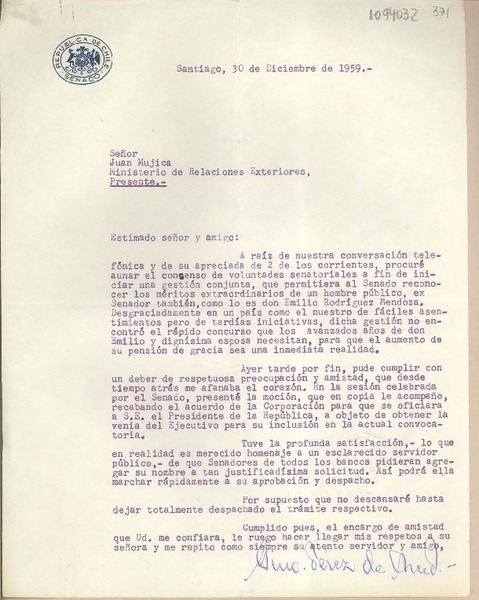 1094032 371
REPUBLICA DE CHILE
SENADO
Santiago, 30 de Diciembre de 1959.-
Señor
Juan Mujica
Ministerio de Relaciones Exteriores,
Presente.-
Estimado señor y amigo:
A raíz de nuestra conversación tele-
fónica y de su apreciada de 2 de los corrientes, procuré
aunar el consenso de voluntades senatoriales a fin de ini-
ciar una gestión conjunta, que permitiera al Senado recono-
cer los méritos extraordinarios de un hombre público, ex
Senador también,como lo es don Emilio Rodríguez Mendoza.
Desgraciadamente en un país como el nuestro de fáciles asen-
timientos pero de tardías iniciativas, dicha gestión no en-
contró el rápido concurso que los avanzados años de don
Emilio y dignísima esposa necesitan, para que el aumento de
su pensión de gracia sea una inmediata realidad.
Ayer tarde por fin, pude cumplir con
un deber de respetuosa preocupación y amistad, que desde
tiempo atrás me afanaba el corazón. En la sesión celebrada
por el Senado, presenté la moción, que en copia le acompaño,
recabando el acuerdo de la Corporación para que se oficiara
a S.E. el Presidente de la República, a objeto de obtener la
venia del Ejecutivo para su inclusión en la actual convoca-
toria.
Tuve la profunda satisfacción,- lo que
en realidad es merecido homenaje a un esclarecido servidor
público,- de que Senadores de todos los bancos pidieran agre-
gar su nombre a tan justificadísima solicitud. Así podrá ella
marchar rápidamente a su aprobación y despacho.
Por supuesto que no descansaré hasta
dejar totalmente despachado el trámite respectivo.
Cumplido pues, el encargo de amistad
que Ud. me confiara, le ruego hacer llegar mis respetos a su
señora y me repito como siempre su atento servidor y amigo,
Pérez de